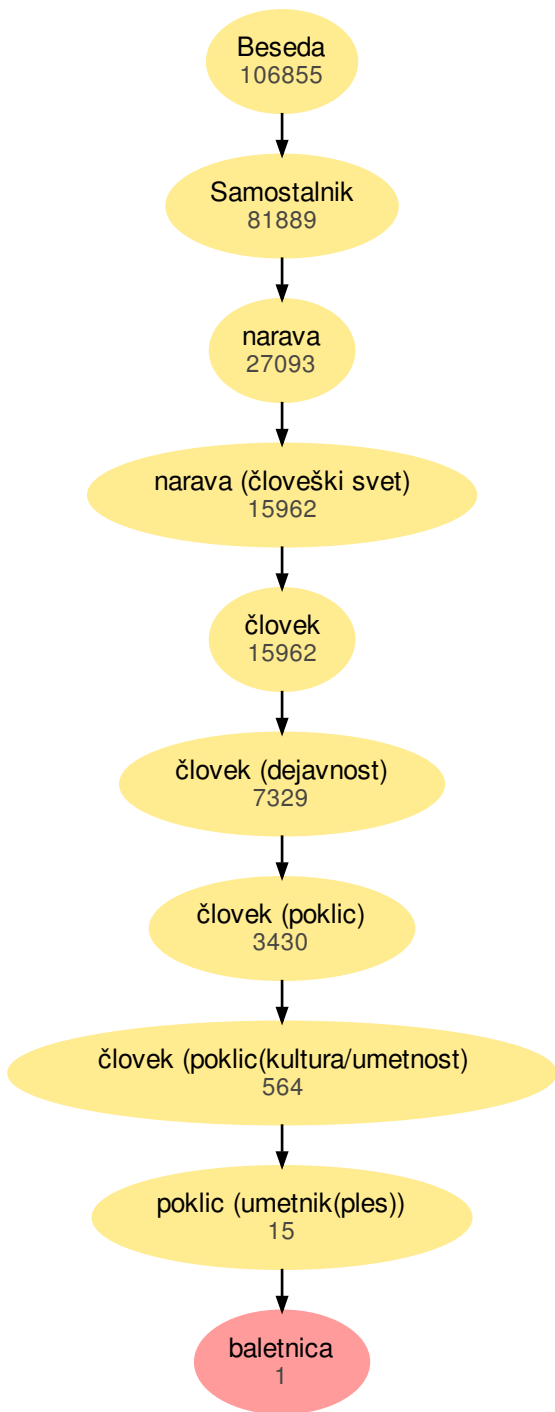 Beseda
106855
Samostalnik
81889
narava
27093
narava (človeški svet)
15962
človek
15962
človek (dejavnost)
7329
človek (poklic)
3430
človek (poklic(kultura/umetnost)
564
poklic (umetnik(ples))
15
baletnica
1